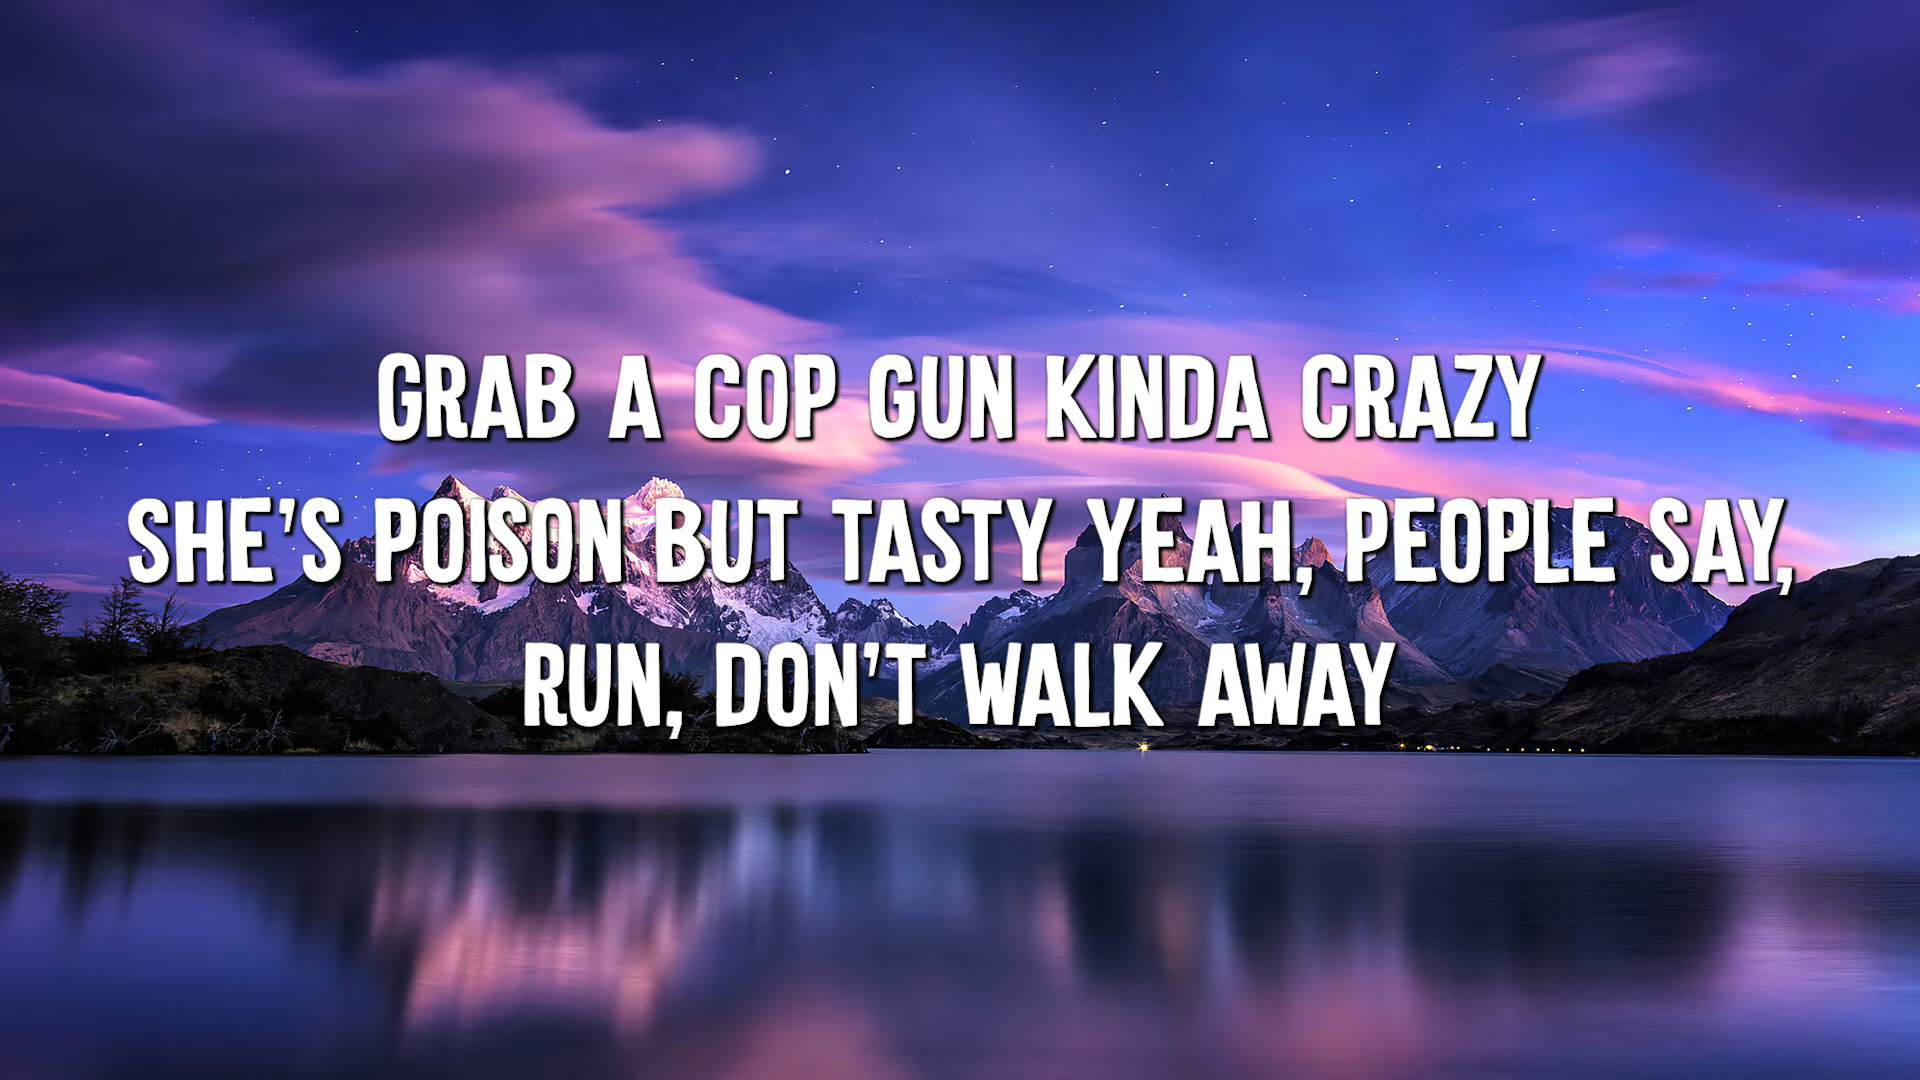 GRAB A COP GUN KINDA CRAZY
SHE'S POISON BUT TASTY YEAH, PEOPLE SAY,
RUN, DON'T WALK AWAY